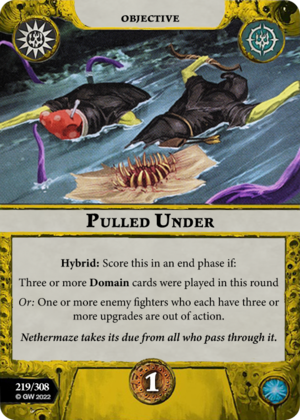 OBJECTIVE
PULLED UNDER
Hybrid: Score this in an end phase if:
Three or more Domain cards were played in this round
Or: One or more enemy fighters who each have three or
more upgrades are out of action.
Nethermaze takes its due from all who pass through it.
219/308
© GW 2022
1